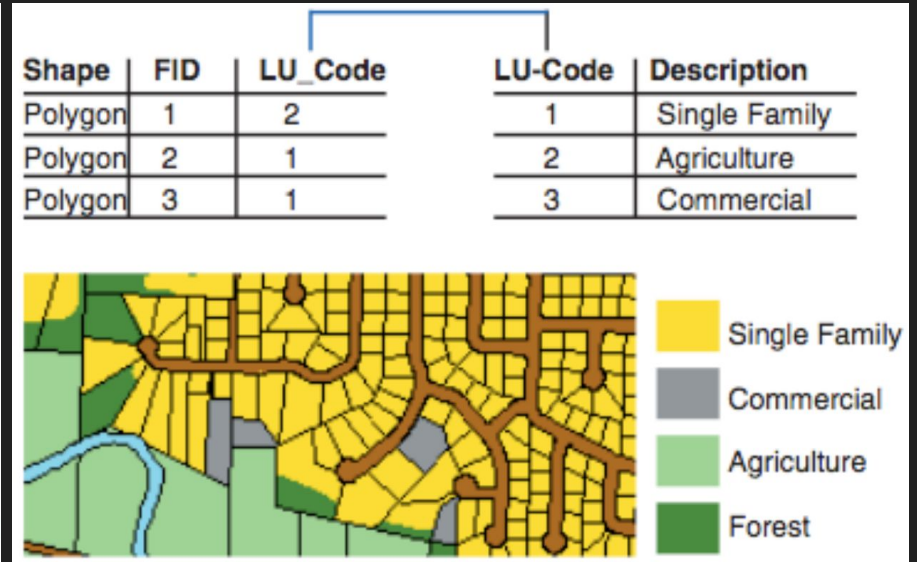 Shape FID LU_Code LU-Code Description
Polygon 1 2 1 Single Family
Polygon 2 1 2 Agriculture
Polygon 3 1 3 Commercial
Single Family
Commercial
Agriculture
Forest